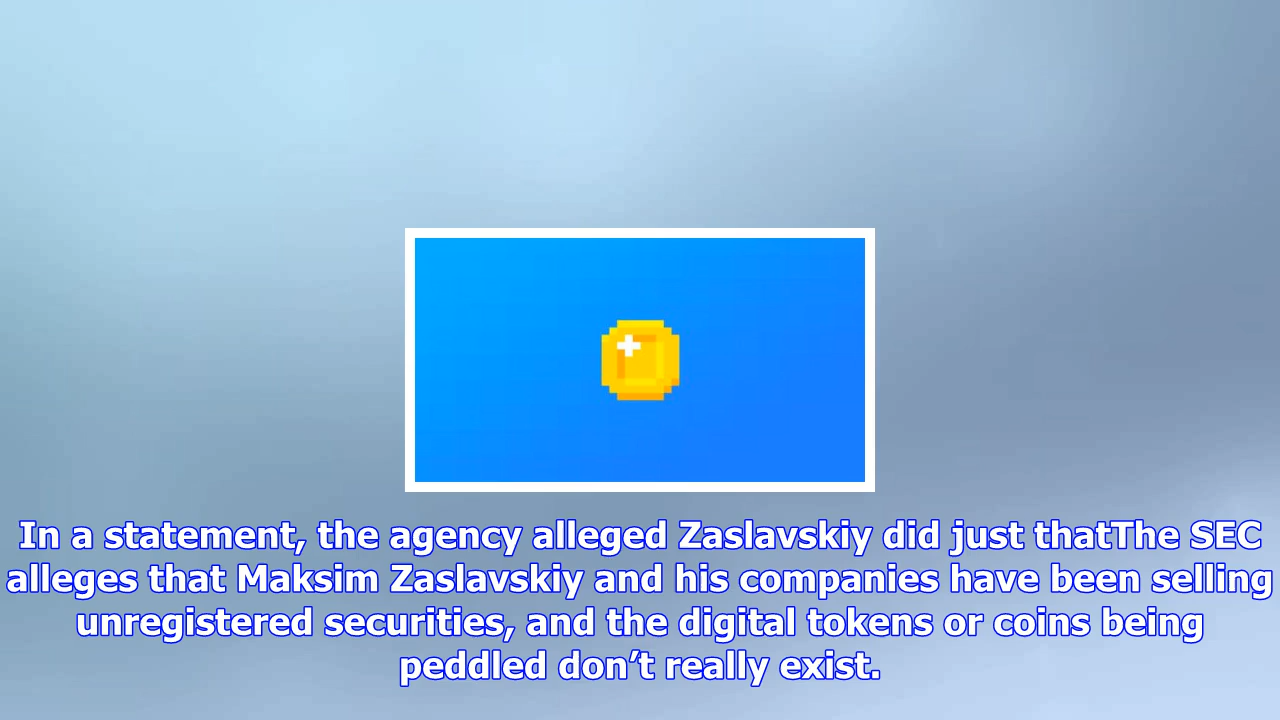 In a statement, the agency alleged Zaslavskiy did just thatThe SEC
alleges that Maksim Zaslavskiy and his companies have been selling
unregistered securities, and the digital tokens or coins being
peddled don’t really exist.